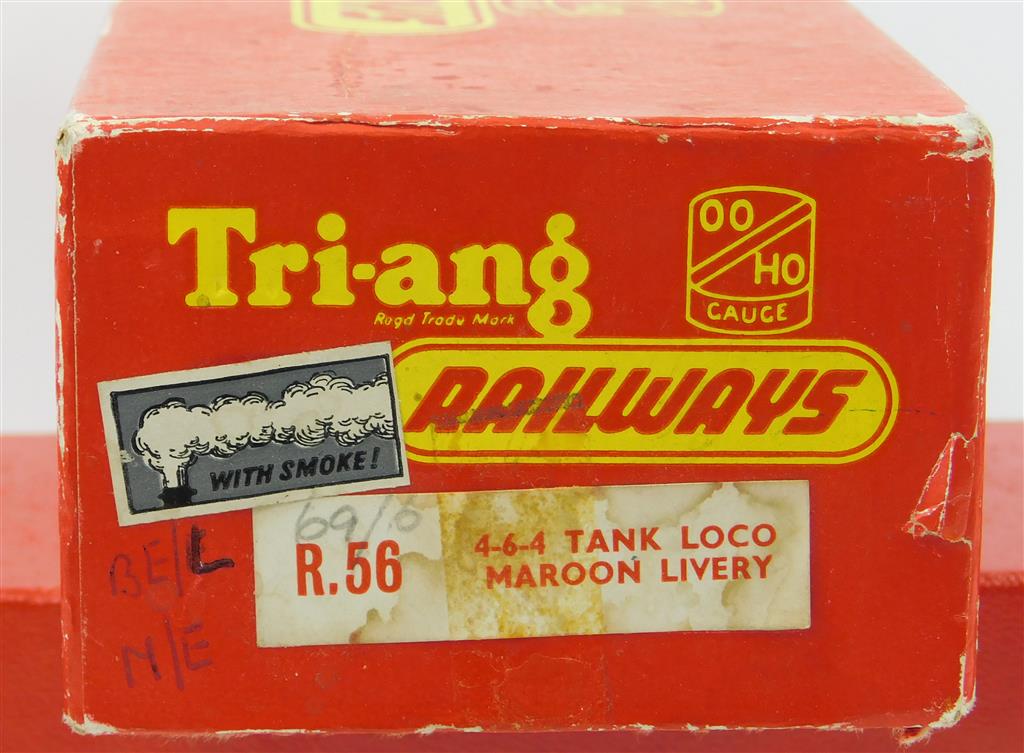 Tri-ang
Regd Trade Mark
OO
HO
GAUGE
RAILWAYS
WITH SMOKE!
69/6
R.56
4-6-4 TANK LOCO
MAROON LIVERY
BE/L
M/E